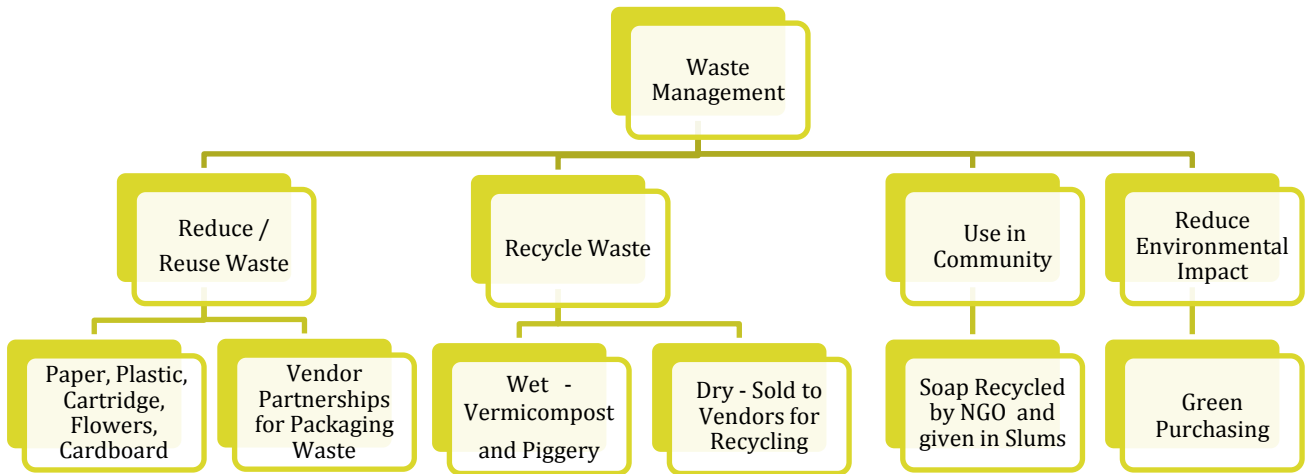 Waste
Management
Reduce /
Reuse Waste
Recycle Waste
Use in
Community
Reduce
Environmental
Impact
Paper, Plastic,
Cartridge,
Flowers,
Cardboard
Vendor
Partnerships
for Packaging
Waste
Wet -
Vermicompost
and Piggery
Dry - Sold to
Vendors for
Recycling
Soap Recycled
by NGO and
given in Slums
Green
Purchasing